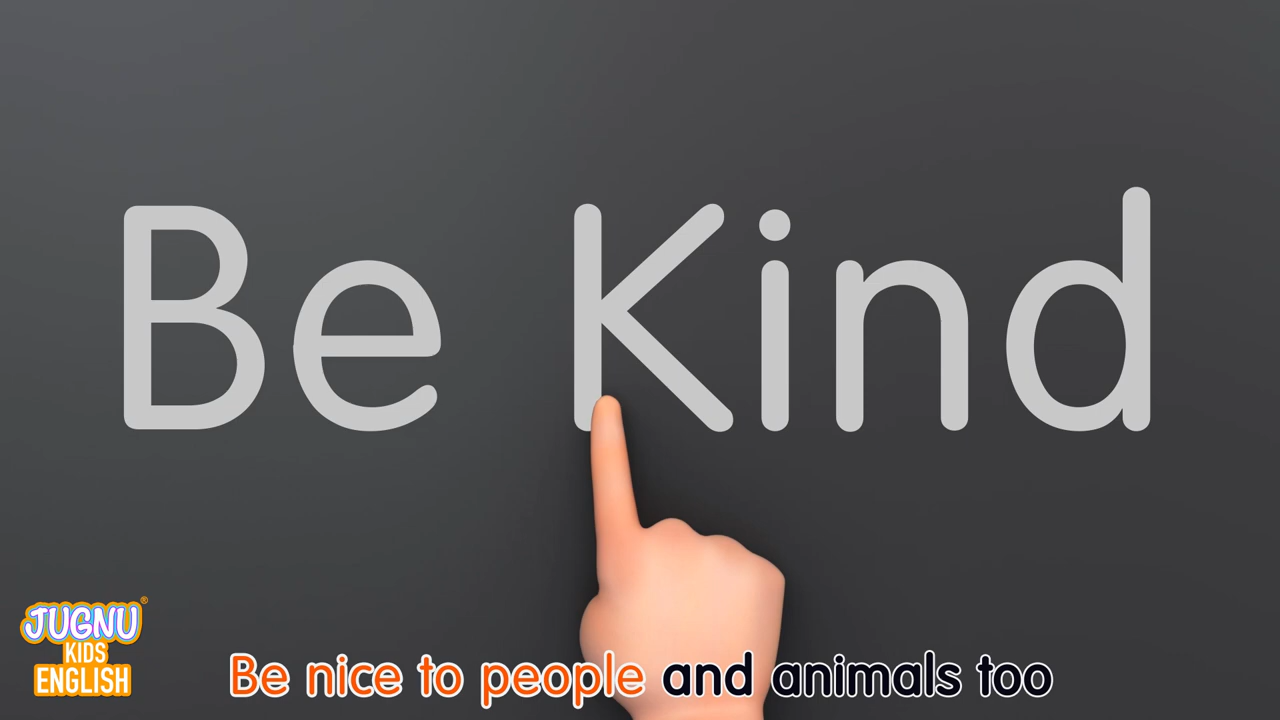 Be Kind
JUGNU®
KIDS
ENGLISH
Be nice to people and animals too